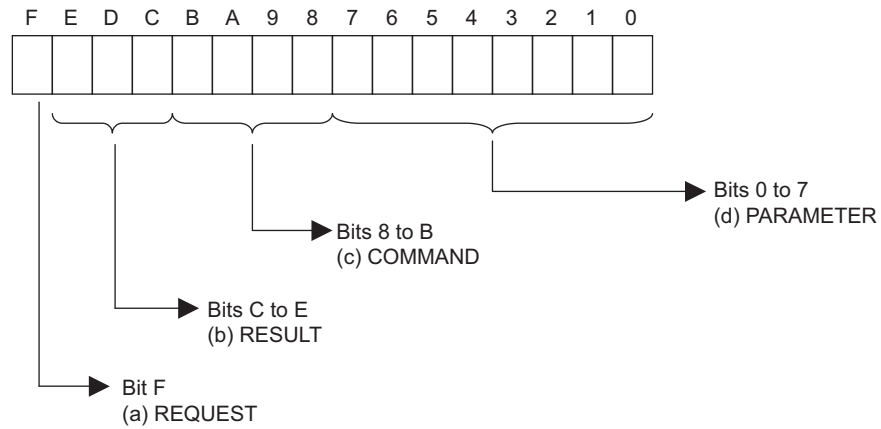 F E D C B A 9 8 7 6 5 4 3 2 1 0
Bits 0 to 7
(d) PARAMETER
Bits 8 to B
(c) COMMAND
Bits C to E
(b) RESULT
Bit F
(a) REQUEST